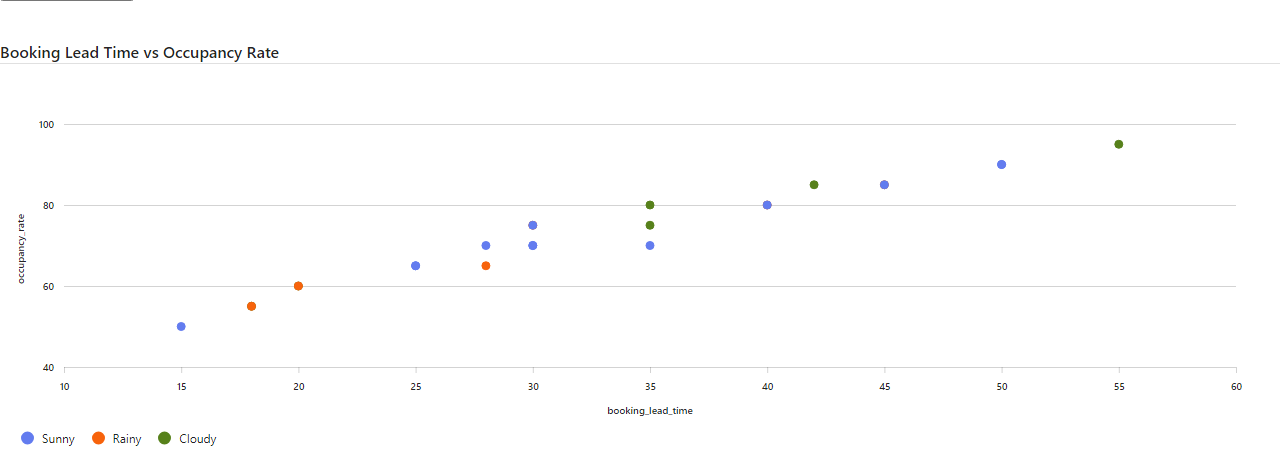 Booking Lead Time vs Occupancy Rate
100
80
60
40
occupancy_rate
10 15 20 25 30 35 40 45 50 55 60
booking_lead_time
Sunny Rainy Cloudy